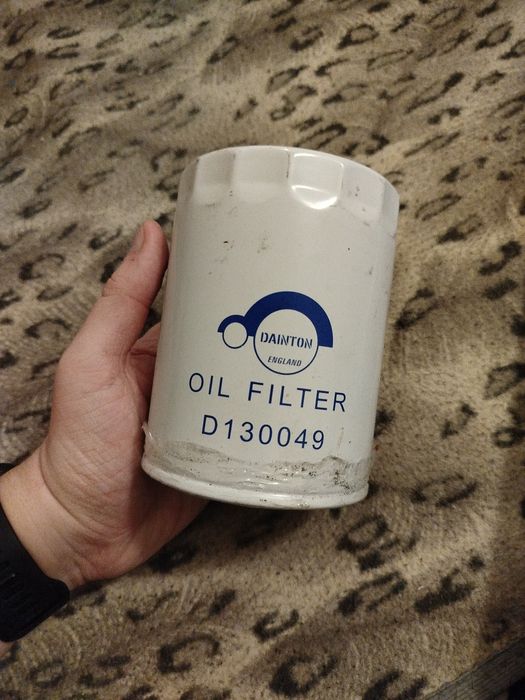 DAINTON
ENGLAND
OIL FILTER
D130049